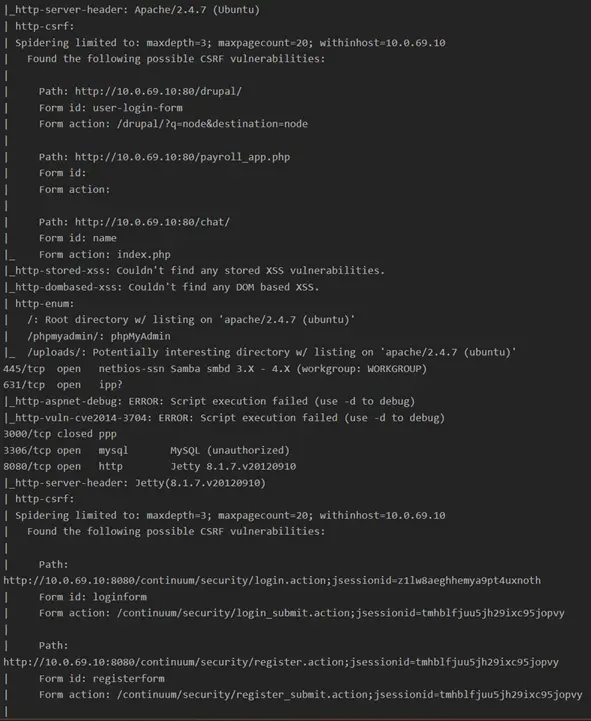 |_http-server-header: Apache/2.4.7 (Ubuntu)
| http-csrf:
| Spidering limited to: maxdepth=3; maxpagecount=20; withinhost=10.0.69.10
|   Found the following possible CSRF vulnerabilities:
|
|     Path: http://10.0.69.10:80/drupal/
|     Form id: user-login-form
|     Form action: /drupal/?q=node&destination=node
|
|     Path: http://10.0.69.10:80/payroll_app.php
|     Form id:
|     Form action:
|
|     Path: http://10.0.69.10:80/chat/
|     Form id: name
|_    Form action: index.php
|_http-stored-xss: Couldn't find any stored XSS vulnerabilities.
|_http-dombased-xss: Couldn't find any DOM based XSS.
| http-enum:
|   /: Root directory w/ listing on 'apache/2.4.7 (ubuntu)'
|   /phpmyadmin/: phpMyAdmin
|_  /uploads/: Potentially interesting directory w/ listing on 'apache/2.4.7 (ubuntu)'
445/tcp  open   netbios-ssn Samba smbd 3.X - 4.X (workgroup: WORKGROUP)
631/tcp  open   ipp?
|_http-aspnet-debug: ERROR: Script execution failed (use -d to debug)
|_http-vuln-cve2014-3704: ERROR: Script execution failed (use -d to debug)
3000/tcp closed ppp
3306/tcp open   mysql       MySQL (unauthorized)
8080/tcp open   http        Jetty 8.1.7.v20120910
|_http-server-header: Jetty(8.1.7.v20120910)
| http-csrf:
| Spidering limited to: maxdepth=3; maxpagecount=20; withinhost=10.0.69.10
|   Found the following possible CSRF vulnerabilities:
|
|     Path:
http://10.0.69.10:8080/continuum/security/login.action;jsessionid=z1lw8aeghhemya9pt4uxnoth
|     Form id: loginform
|     Form action: /continuum/security/login_submit.action;jsessionid=tmhblfjuu5jh29ixc95jopvy
|
|     Path:
http://10.0.69.10:8080/continuum/security/register.action;jsessionid=tmhblfjuu5jh29ixc95jopvy
|     Form id: registerform
|     Form action: /continuum/security/register_submit.action;jsessionid=tmhblfjuu5jh29ixc95jopvy
|